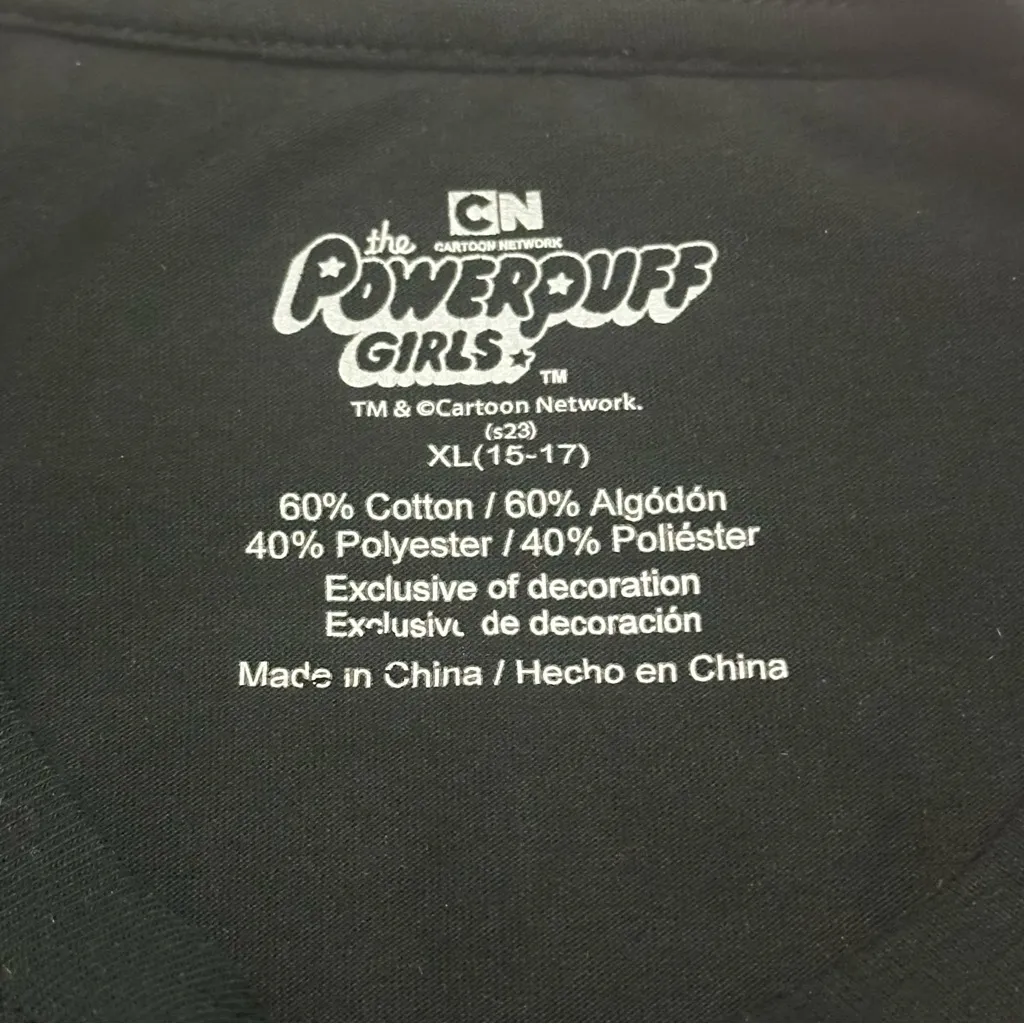 CN
CARTOON NETWORK
the
POWERPUFF
GIRLS
TM
TM & ©Cartoon Network.
(s23)
XL(15-17)
60% Cotton / 60% Algódón
40% Polyester / 40% Poliéster
Exclusive of decoration
Exclusive de decoración
Made in China / Hecho en China